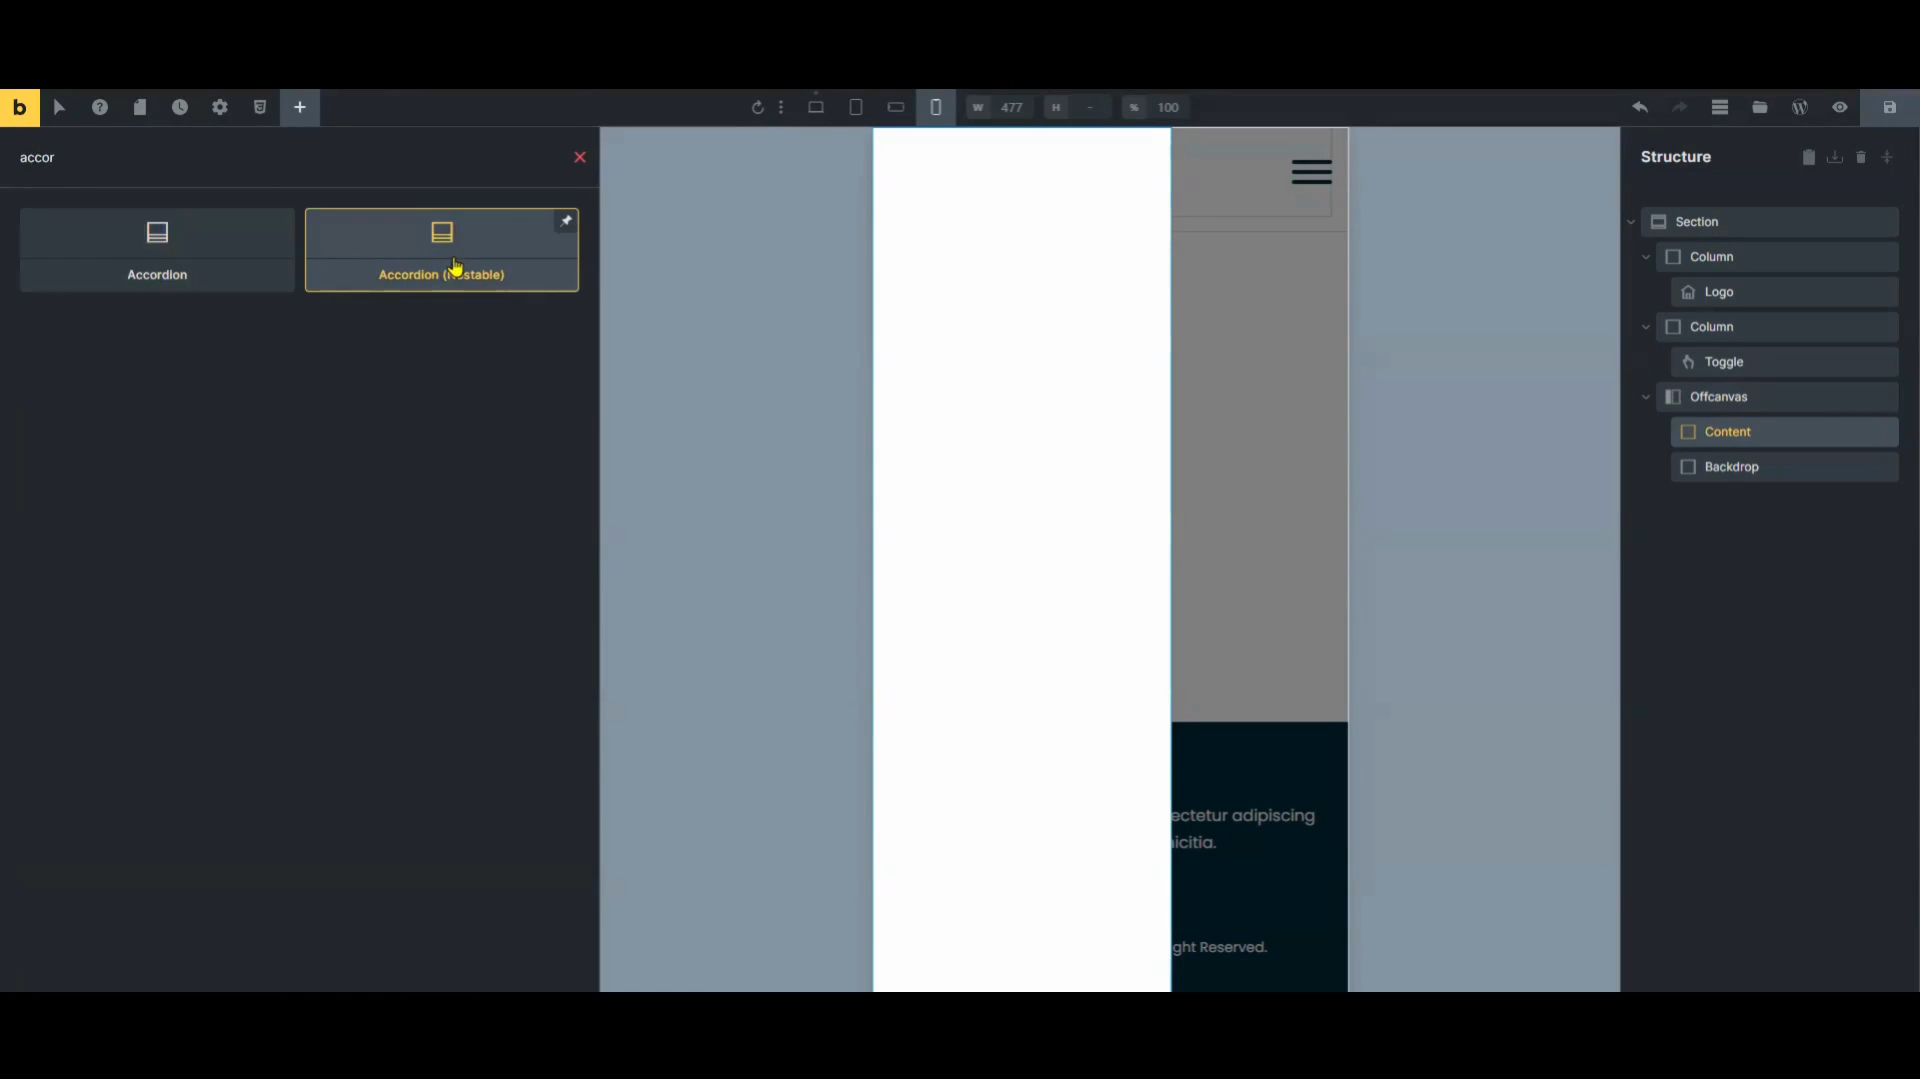 b
W 477 H - % 100
accor
Accordion
Accordion (Nestable)
Structure
Section
Column
Logo
Column
Toggle
Offcanvas
Content
Backdrop
ectetur adipiscing
icitia.
ght Reserved.